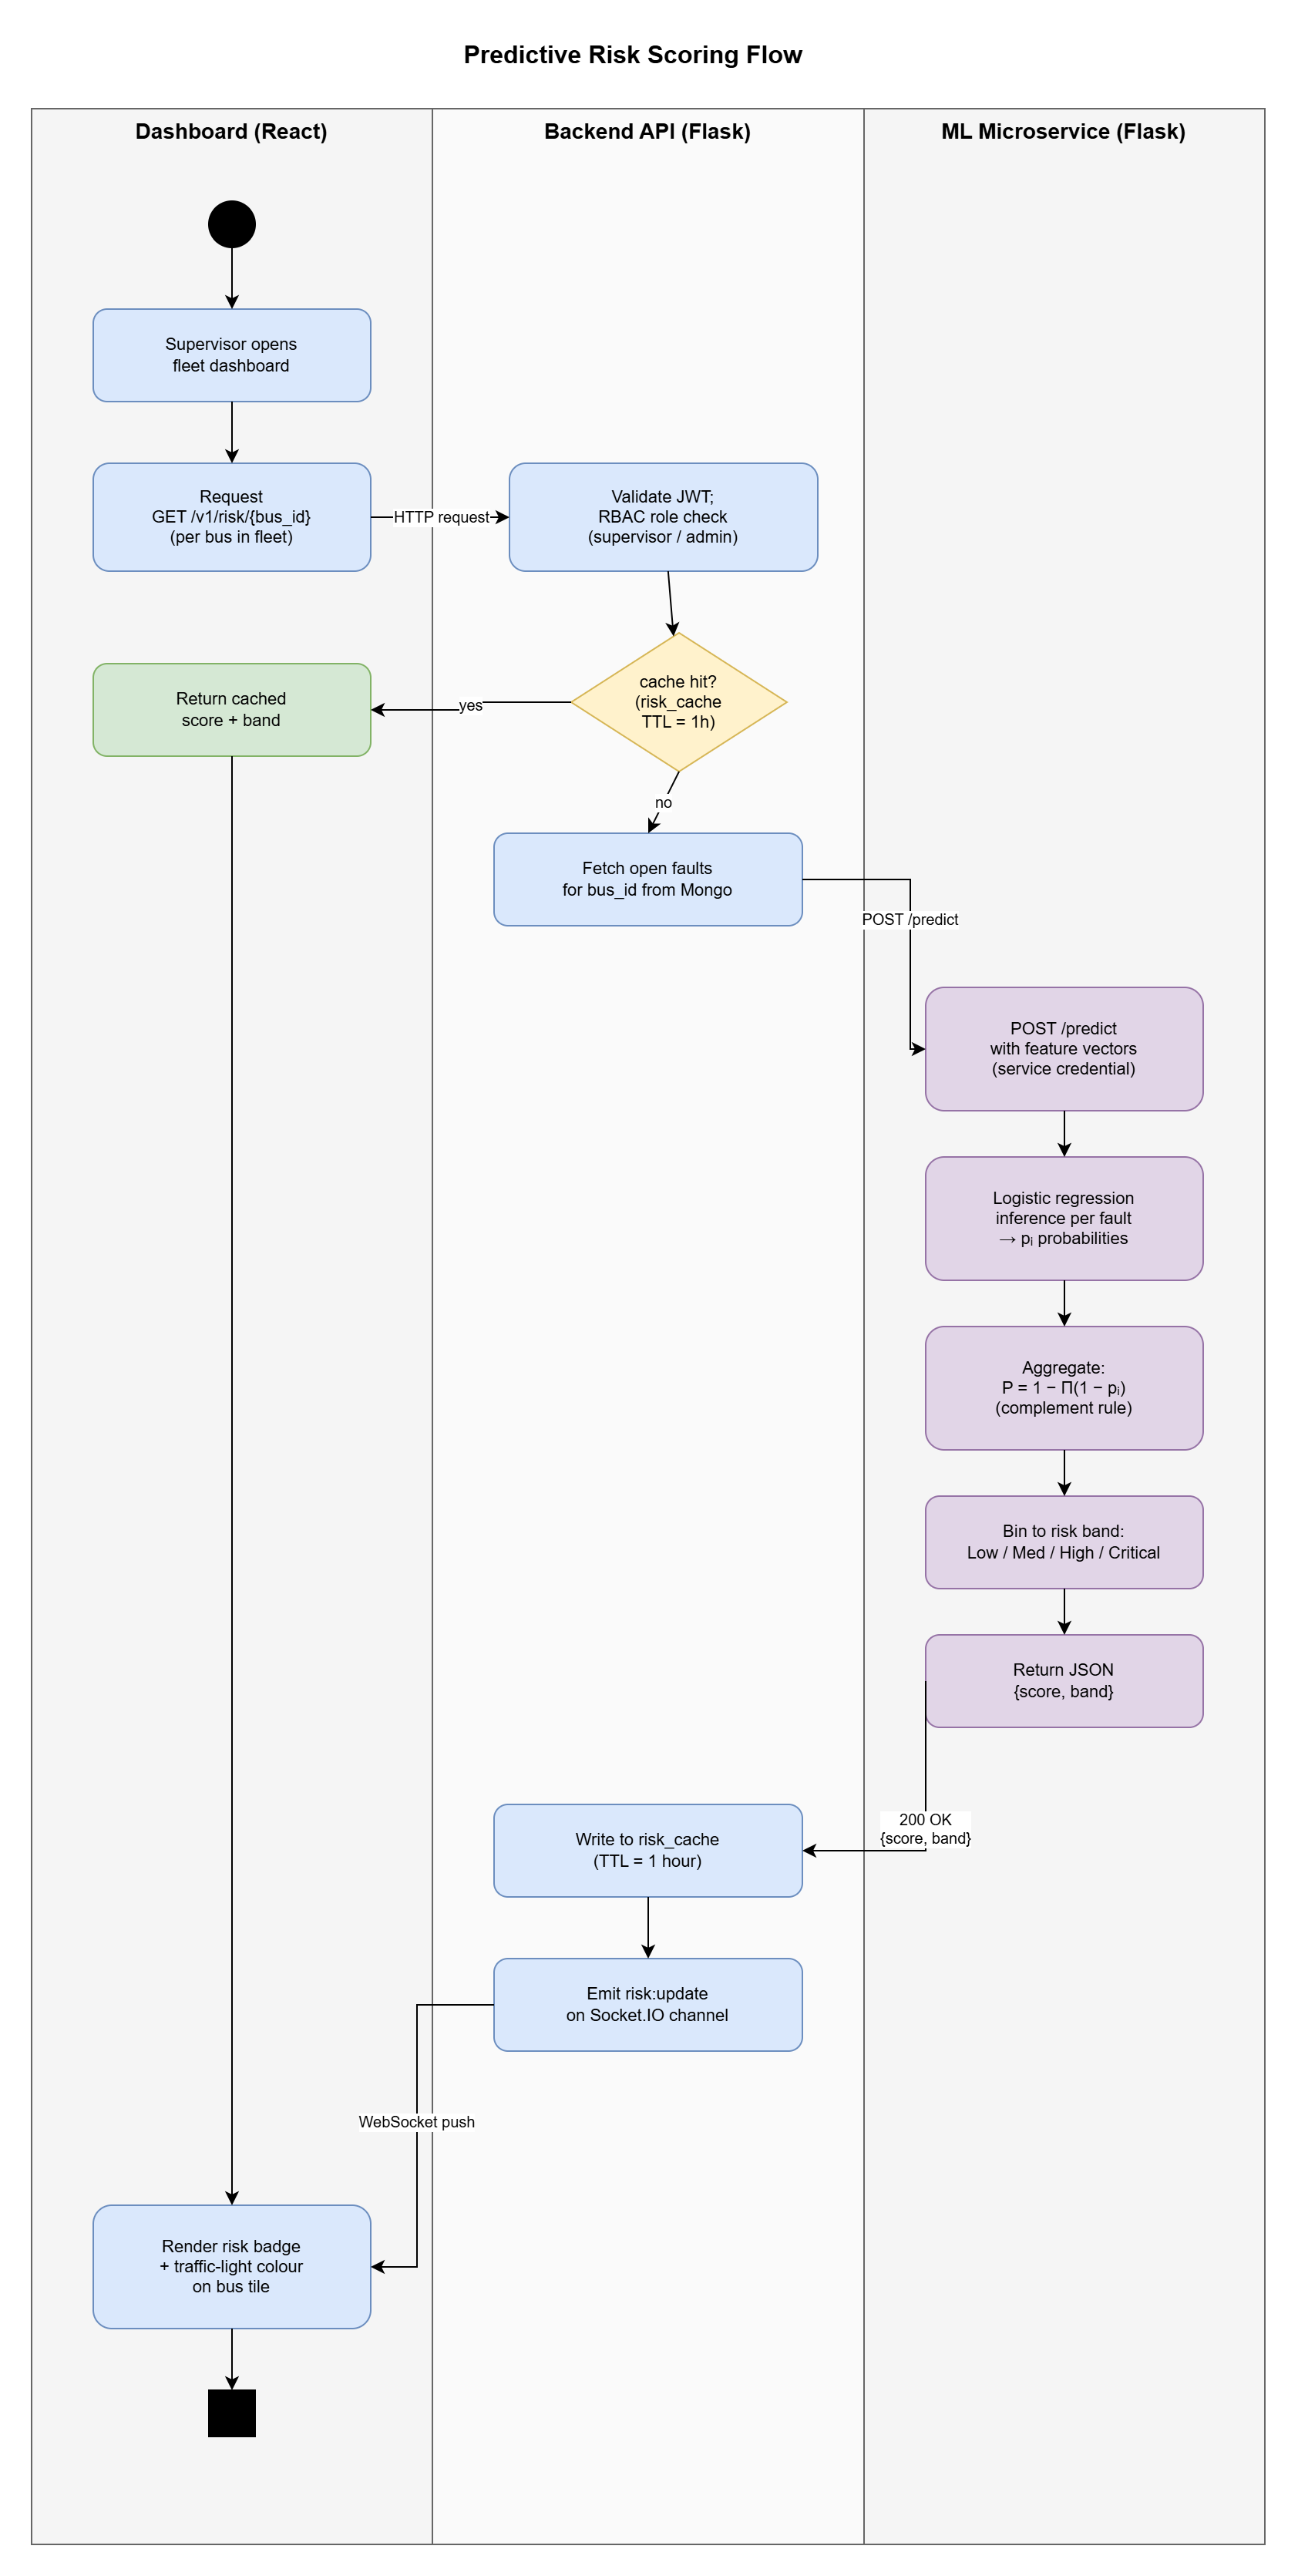 Predictive Risk Scoring Flow
Dashboard (React)
Backend API (Flask)
ML Microservice (Flask)
Supervisor opens
fleet dashboard
Request
GET /v1/risk/{bus_id}
(per bus in fleet)
HTTP request
Validate JWT;
RBAC role check
(supervisor / admin)
cache hit?
(risk_cache
TTL = 1h)
yes
Return cached
score + band
no
Fetch open faults
for bus_id from Mongo
POST /predict
POST /predict
with feature vectors
(service credential)
Logistic regression
inference per fault
→ pᵢ probabilities
Aggregate:
P = 1 − Π(1 − pᵢ)
(complement rule)
Bin to risk band:
Low / Med / High / Critical
Return JSON
{score, band}
200 OK
{score, band}
Write to risk_cache
(TTL = 1 hour)
Emit risk:update
on Socket.IO channel
WebSocket push
Render risk badge
+ traffic-light colour
on bus tile